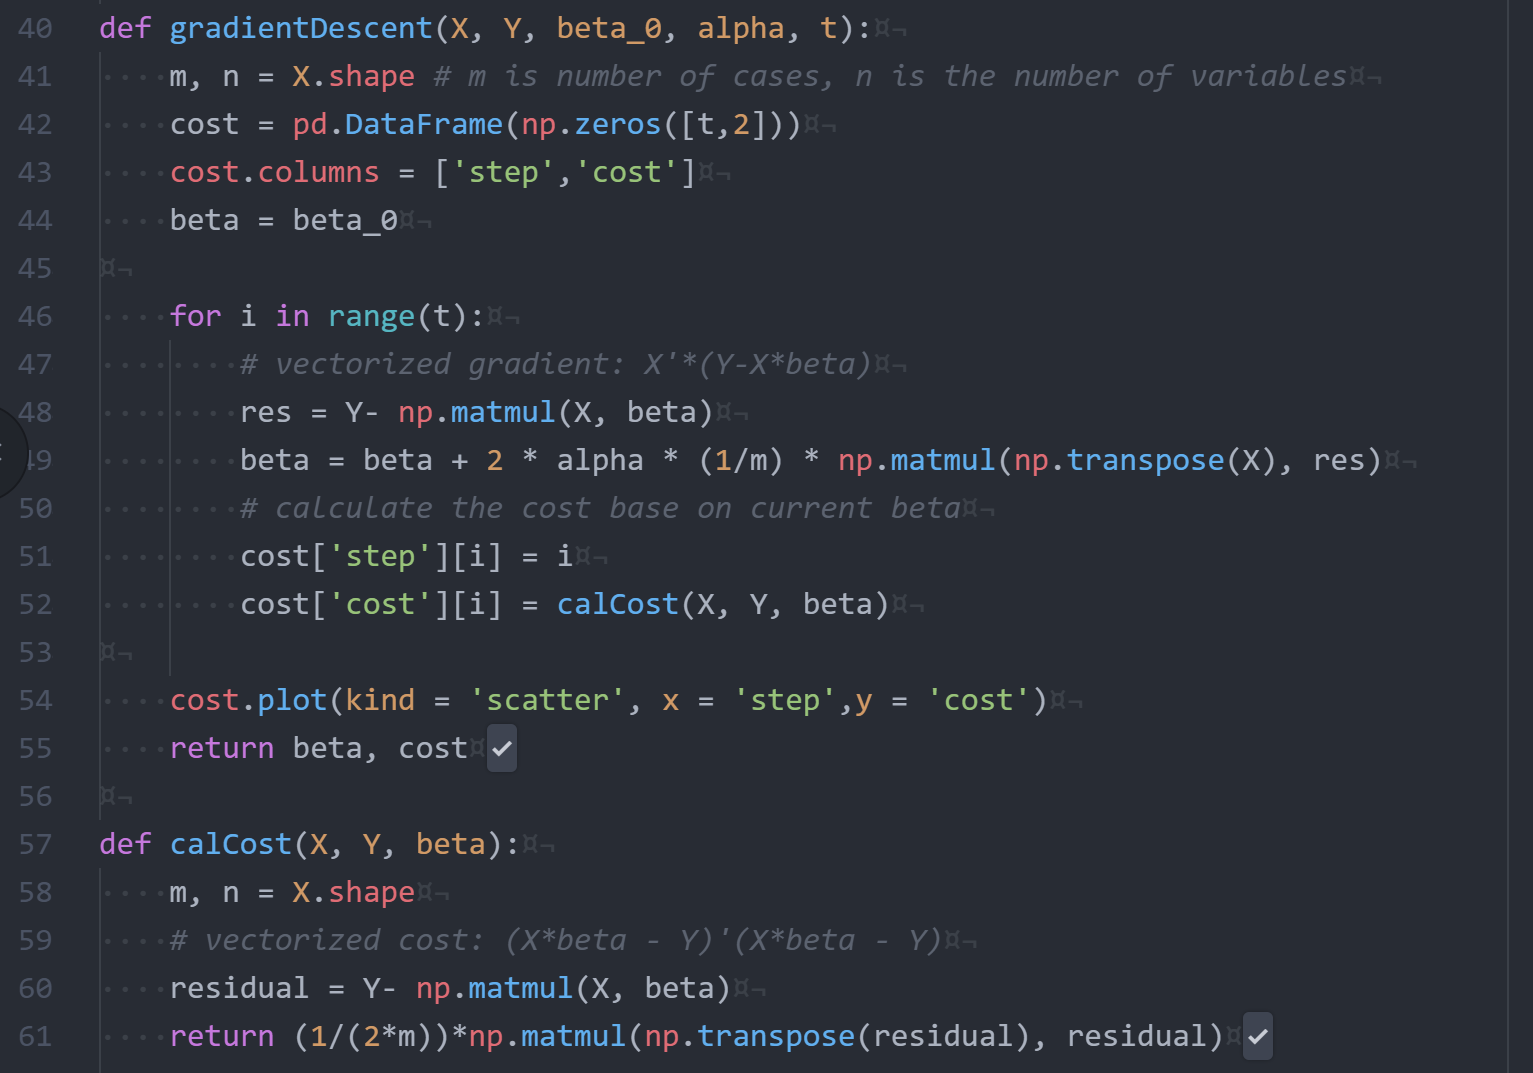 40 def gradientDescent(X, Y, beta_0, alpha, t):¤¬
41 ····m, n = X.shape # m is number of cases, n is the number of variables¤¬
42 ····cost = pd.DataFrame(np.zeros([t,2]))¤¬
43 ····cost.columns = ['step','cost']¤¬
44 ····beta = beta_0¤¬
45 ¤¬
46 ····for i in range(t):¤¬
47 ········# vectorized gradient: X'*(Y-X*beta)¤¬
48 ········res = Y- np.matmul(X, beta)¤¬
49 ········beta = beta + 2 * alpha * (1/m) * np.matmul(np.transpose(X), res)¤¬
50 ········# calculate the cost base on current beta¤¬
51 ········cost['step'][i] = i¤¬
52 ········cost['cost'][i] = calCost(X, Y, beta)¤¬
53 ¤¬
54 ····cost.plot(kind = 'scatter', x = 'step',y = 'cost')¤¬
55 ····return beta, cost¤
56 ¤¬
57 def calCost(X, Y, beta):¤¬
58 ····m, n = X.shape¤¬
59 ····# vectorized cost: (X*beta - Y)'(X*beta - Y)¤¬
60 ····residual = Y- np.matmul(X, beta)¤¬
61 ····return (1/(2*m))*np.matmul(np.transpose(residual), residual)¤